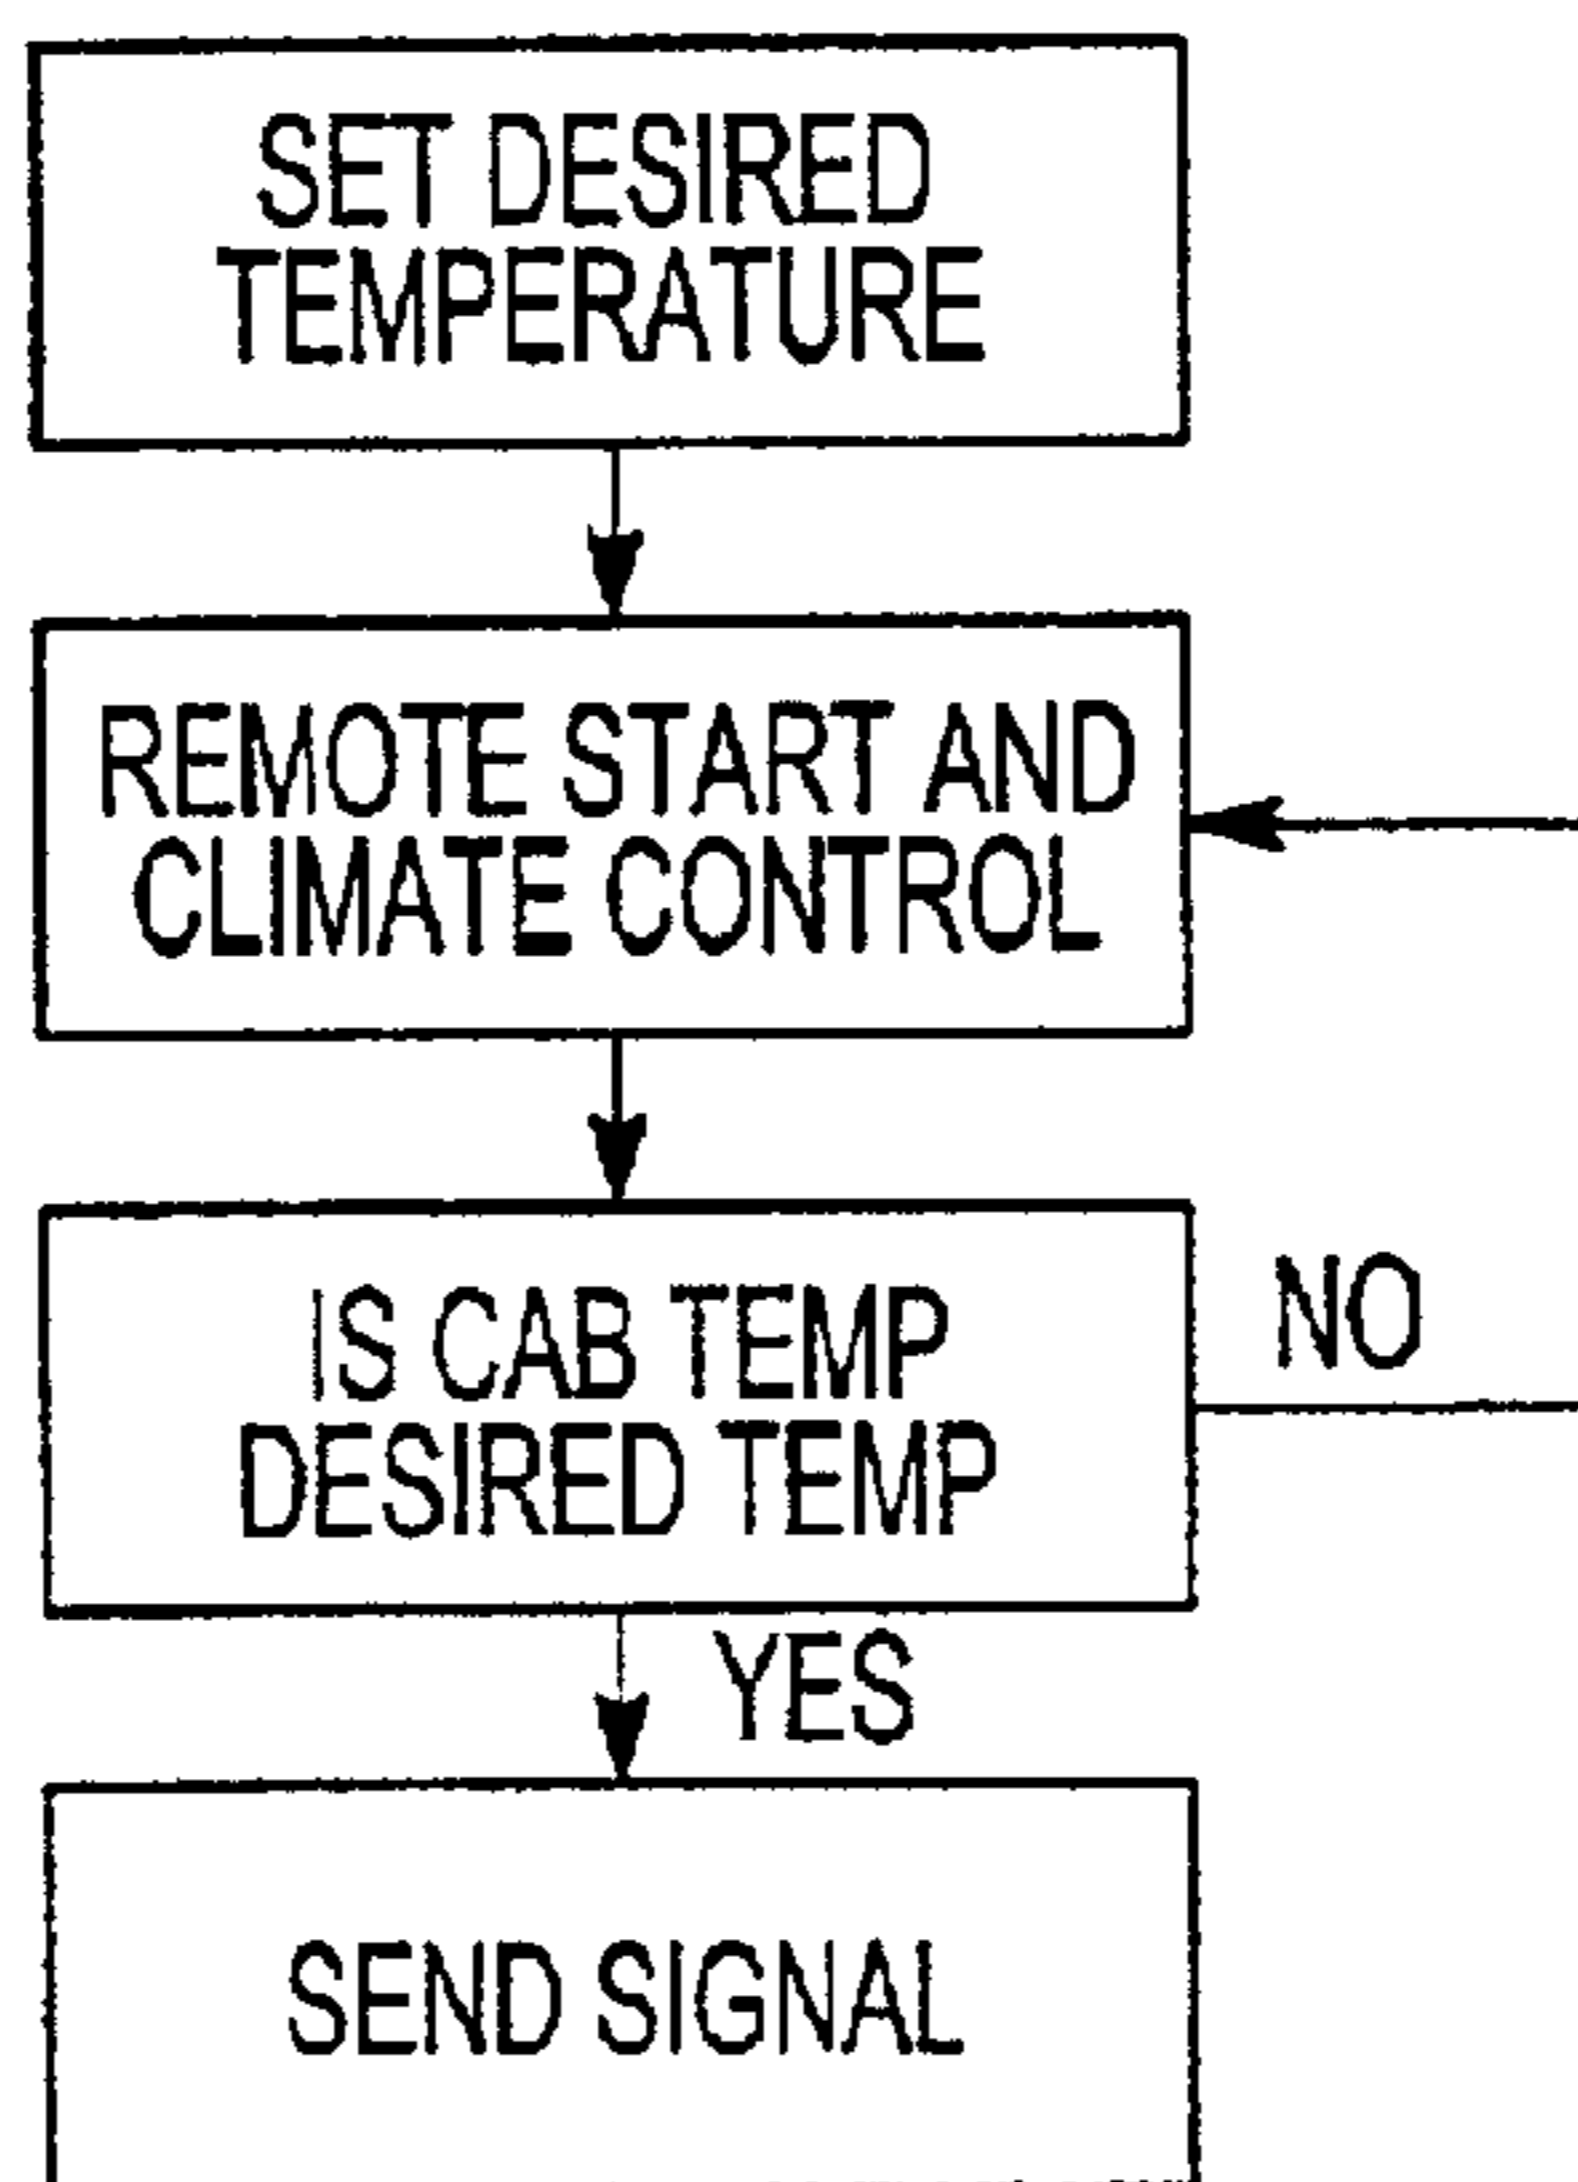 SET DESIRED
TEMPERATURE
REMOTE START AND
CLIMATE CONTROL
IS CAB TEMP
DESIRED TEMP
NO
YES
SEND SIGNAL